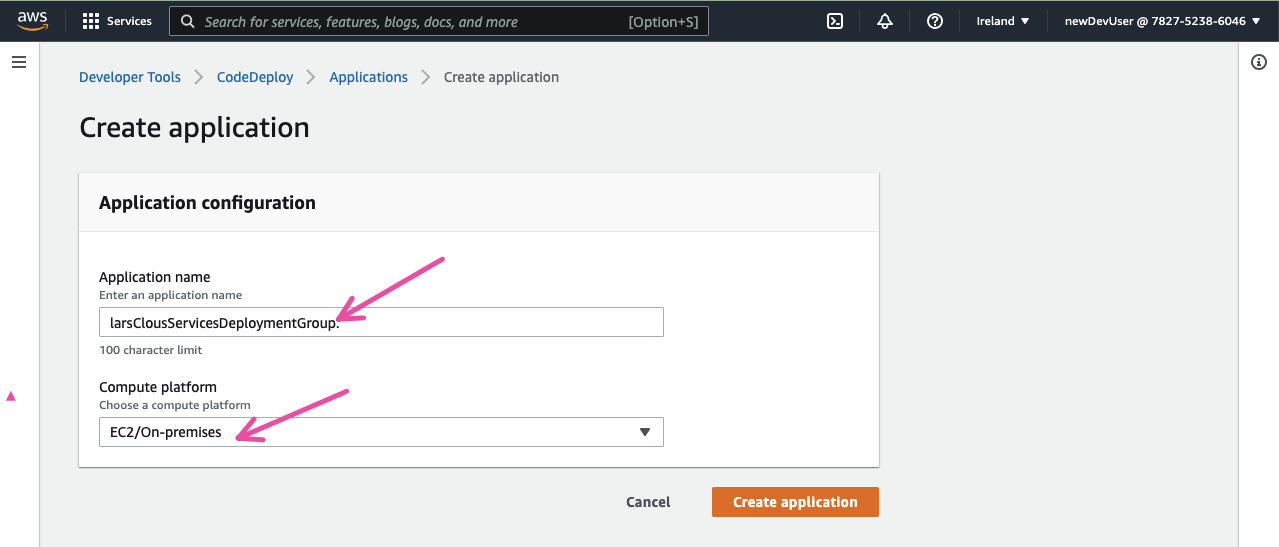 aws Services Search for services, features, blogs, docs, and more [Option+S] Ireland newDevUser @ 7827-5238-6046
Developer Tools CodeDeploy Applications Create application
Create application
Application configuration
Application name
Enter an application name
larsClousServicesDeploymentGroup.
100 character limit
Compute platform
Choose a compute platform
EC2/On-premises
Cancel Create application